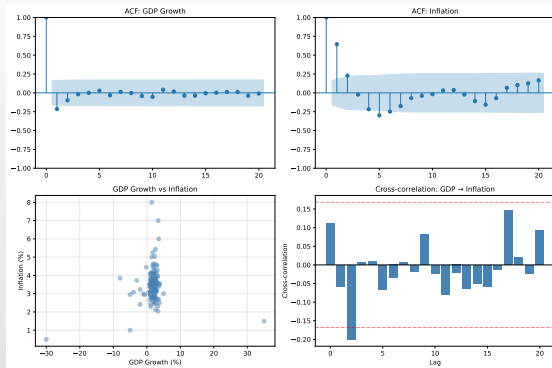 ACF: GDP Growth
1.00
0.75
0.50
0.25
0.00
−0.25
−0.50
−0.75
−1.00
0 5 10 15 20
ACF: Inflation
1.00
0.75
0.50
0.25
0.00
−0.25
−0.50
−0.75
−1.00
0 5 10 15 20
GDP Growth vs Inflation
Inflation (%)
8
7
6
5
4
3
2
1
−30 −20 −10 0 10 20 30
GDP Growth (%)
Cross-correlation: GDP → Inflation
Cross-correlation
0.15
0.10
0.05
0.00
−0.05
−0.10
−0.15
−0.20
0 5 10 15 20
Lag